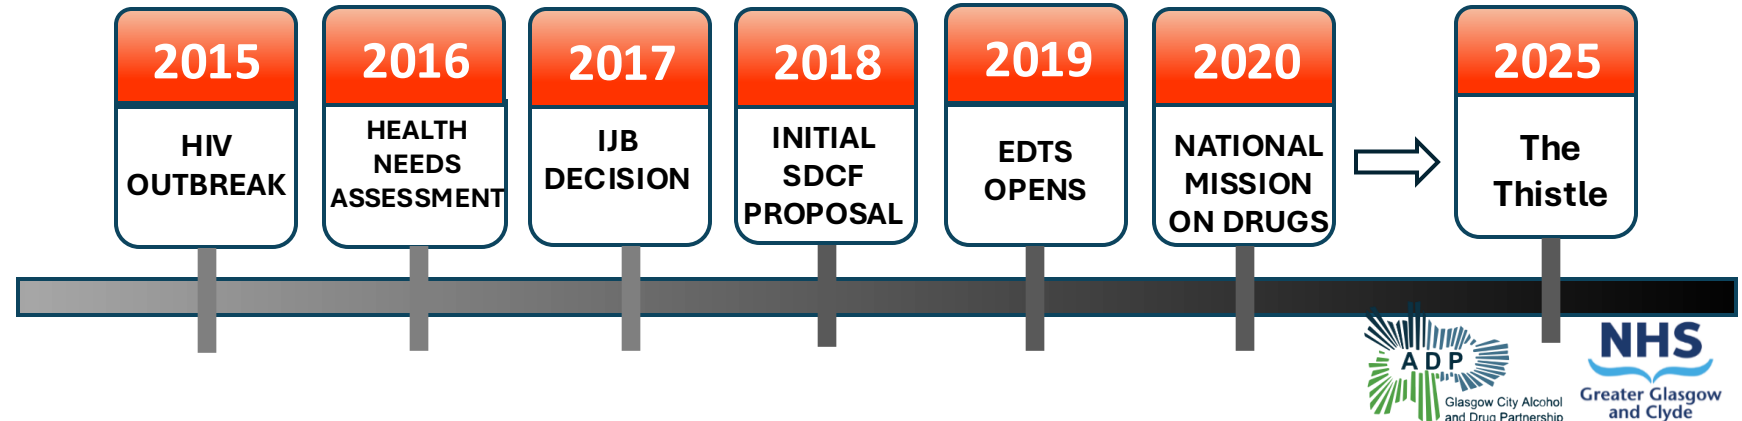 2015
HIV
OUTBREAK
2016
HEALTH
NEEDS
ASSESSMENT
2017
IJB
DECISION
2018
INITIAL
SDCF
PROPOSAL
2019
EDTS
OPENS
2020
NATIONAL
MISSION
ON DRUGS
2025
The
Thistle
ADP
Glasgow City Alcohol
and Drug Partnership
NHS
Greater Glasgow
and Clyde